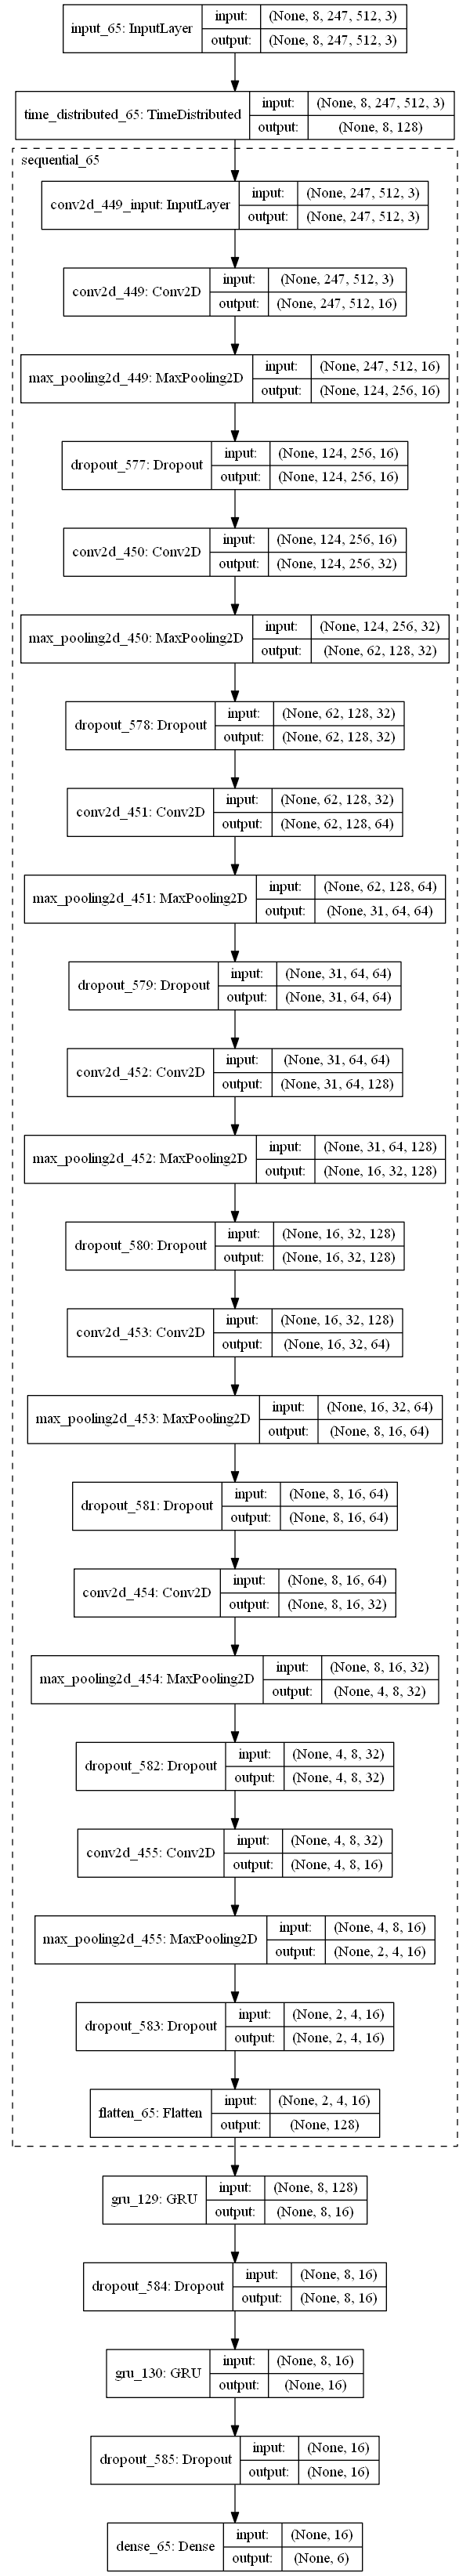 input_65: InputLayer input: (None, 8, 247, 512, 3)
output: (None, 8, 247, 512, 3)
time_distributed_65: TimeDistributed input: (None, 8, 247, 512, 3)
output: (None, 8, 128)
sequential_65
conv2d_449_input: InputLayer input: (None, 247, 512, 3)
output: (None, 247, 512, 3)
conv2d_449: Conv2D input: (None, 247, 512, 3)
output: (None, 247, 512, 16)
max_pooling2d_449: MaxPooling2D input: (None, 247, 512, 16)
output: (None, 124, 256, 16)
dropout_577: Dropout input: (None, 124, 256, 16)
output: (None, 124, 256, 16)
conv2d_450: Conv2D input: (None, 124, 256, 16)
output: (None, 124, 256, 32)
max_pooling2d_450: MaxPooling2D input: (None, 124, 256, 32)
output: (None, 62, 128, 32)
dropout_578: Dropout input: (None, 62, 128, 32)
output: (None, 62, 128, 32)
conv2d_451: Conv2D input: (None, 62, 128, 32)
output: (None, 62, 128, 64)
max_pooling2d_451: MaxPooling2D input: (None, 62, 128, 64)
output: (None, 31, 64, 64)
dropout_579: Dropout input: (None, 31, 64, 64)
output: (None, 31, 64, 64)
conv2d_452: Conv2D input: (None, 31, 64, 64)
output: (None, 31, 64, 128)
max_pooling2d_452: MaxPooling2D input: (None, 31, 64, 128)
output: (None, 16, 32, 128)
dropout_580: Dropout input: (None, 16, 32, 128)
output: (None, 16, 32, 128)
conv2d_453: Conv2D input: (None, 16, 32, 128)
output: (None, 16, 32, 64)
max_pooling2d_453: MaxPooling2D input: (None, 16, 32, 64)
output: (None, 8, 16, 64)
dropout_581: Dropout input: (None, 8, 16, 64)
output: (None, 8, 16, 64)
conv2d_454: Conv2D input: (None, 8, 16, 64)
output: (None, 8, 16, 32)
max_pooling2d_454: MaxPooling2D input: (None, 8, 16, 32)
output: (None, 4, 8, 32)
dropout_582: Dropout input: (None, 4, 8, 32)
output: (None, 4, 8, 32)
conv2d_455: Conv2D input: (None, 4, 8, 32)
output: (None, 4, 8, 16)
max_pooling2d_455: MaxPooling2D input: (None, 4, 8, 16)
output: (None, 2, 4, 16)
dropout_583: Dropout input: (None, 2, 4, 16)
output: (None, 2, 4, 16)
flatten_65: Flatten input: (None, 2, 4, 16)
output: (None, 128)
gru_129: GRU input: (None, 8, 128)
output: (None, 8, 16)
dropout_584: Dropout input: (None, 8, 16)
output: (None, 8, 16)
gru_130: GRU input: (None, 8, 16)
output: (None, 16)
dropout_585: Dropout input: (None, 16)
output: (None, 16)
dense_65: Dense input: (None, 16)
output: (None, 6)